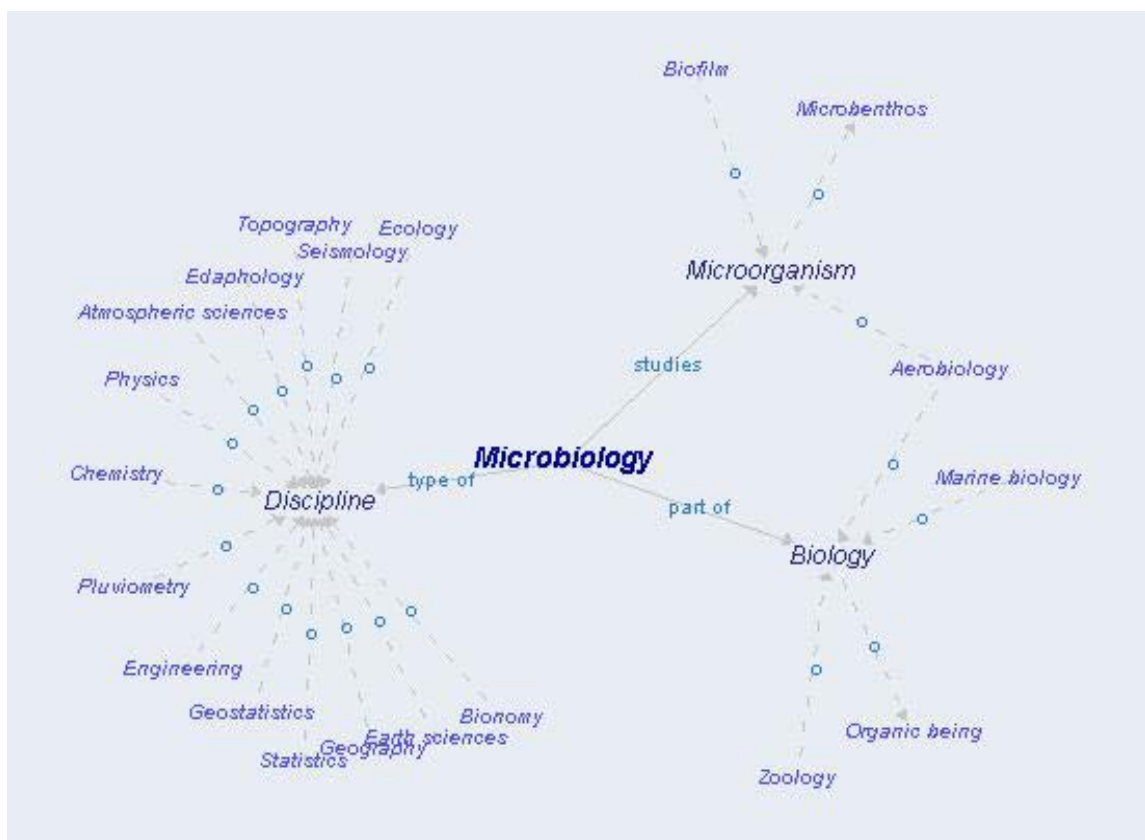 Biofilm
Microbenthos
Topography
Ecology
Seismology
Microorganism
Edaphology
Atmospheric sciences
studies
Aerobiology
Physics
Microbiology
Chemistry
type of
Marine biology
Discipline
part of
Biology
Pluviometry
Engineering
Geostatistics
Bionomy
Organic being
Earth sciences
Geography
Statistics
Zoology